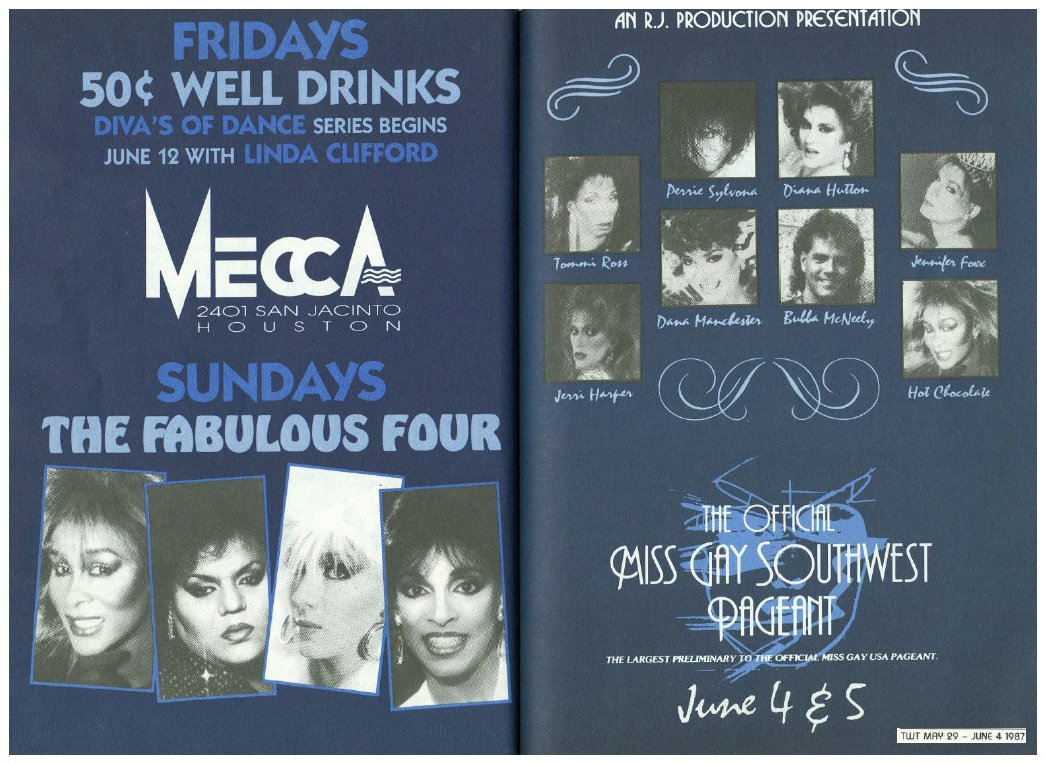 FRIDAYS
50¢ WELL DRINKS
DIVA'S OF DANCE SERIES BEGINS
JUNE 12 WITH LINDA CLIFFORD
MECCA
2401 SAN JACINTO
HOUSTON
SUNDAYS
THE FABULOUS FOUR
AN R.J. PRODUCTION PRESENTATION
Perrie Sylvona
Diana Hutton
Tommi Ross
Jennifer Foxx
Dana Manchester
Bubba McNeely
Jerri Harper
Hot Chocolate
THE OFFICIAL
MISS GAY SOUTHWEST
PAGEANT
THE LARGEST PRELIMINARY TO THE OFFICIAL MISS GAY USA PAGEANT.
June 4 & 5
TWT MAY 29 – JUNE 4 1987